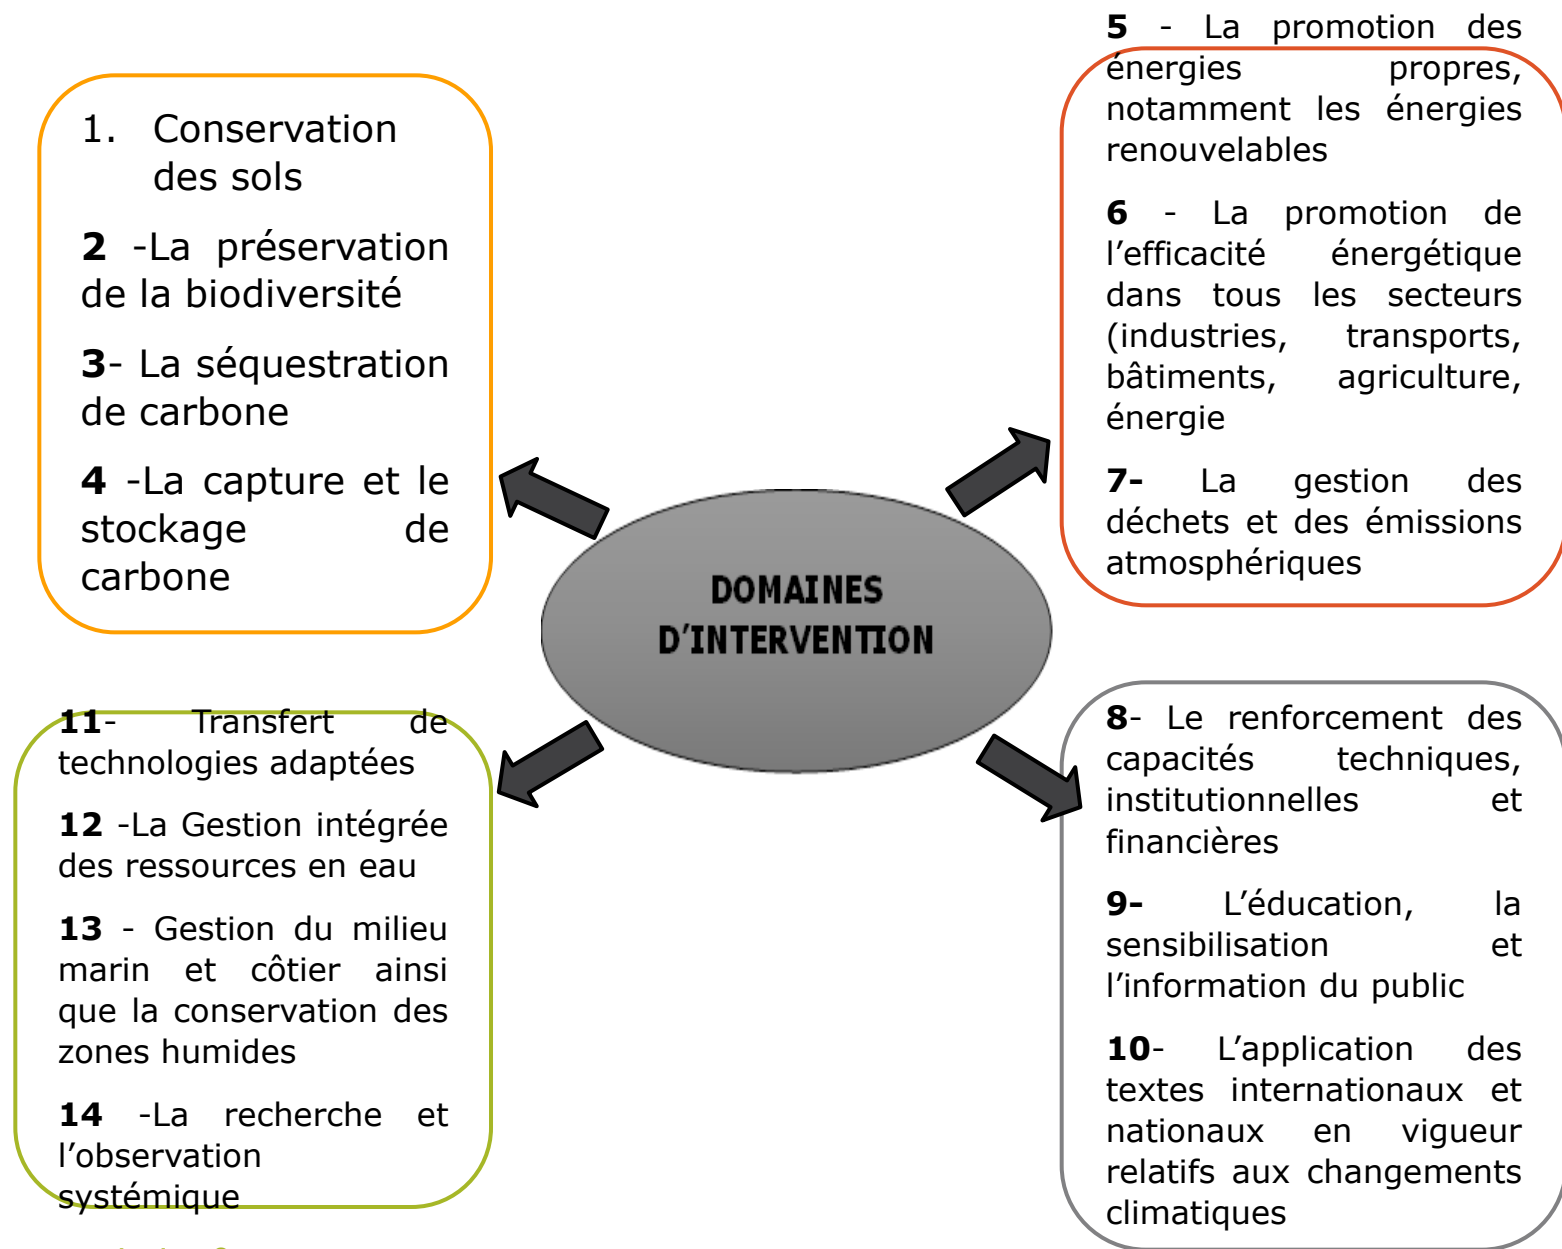 1. Conservation
des sols
2 -La préservation
de la biodiversité
3- La séquestration
de carbone
4 -La capture et le
stockage de
carbone
5 - La promotion des
énergies propres,
notamment les énergies
renouvelables
6 - La promotion de
l’efficacité énergétique
dans tous les secteurs
(industries, transports,
bâtiments, agriculture,
énergie
7- La gestion des
déchets et des émissions
atmosphériques
DOMAINES
D’INTERVENTION
8- Le renforcement des
capacités techniques,
institutionnelles et
financières
9- L’éducation, la
sensibilisation et
l’information du public
10- L’application des
textes internationaux et
nationaux en vigueur
relatifs aux changements
climatiques
11- Transfert de
technologies adaptées
12 -La Gestion intégrée
des ressources en eau
13 - Gestion du milieu
marin et côtier ainsi
que la conservation des
zones humides
14 -La recherche et
l’observation
systémique